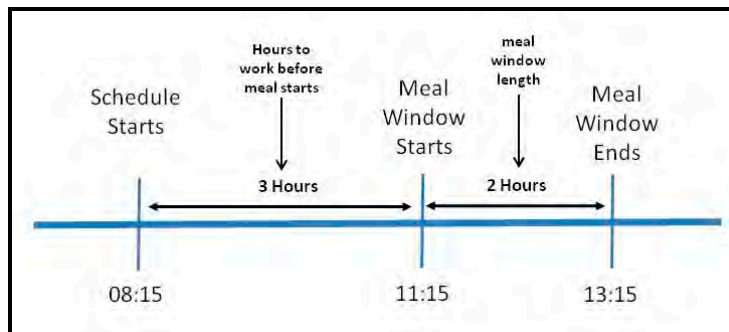 Hours to
work before
meal starts
meal
window
length
Schedule
Starts
Meal
Window
Starts
Meal
Window
Ends
3 Hours
2 Hours
08:15
11:15
13:15